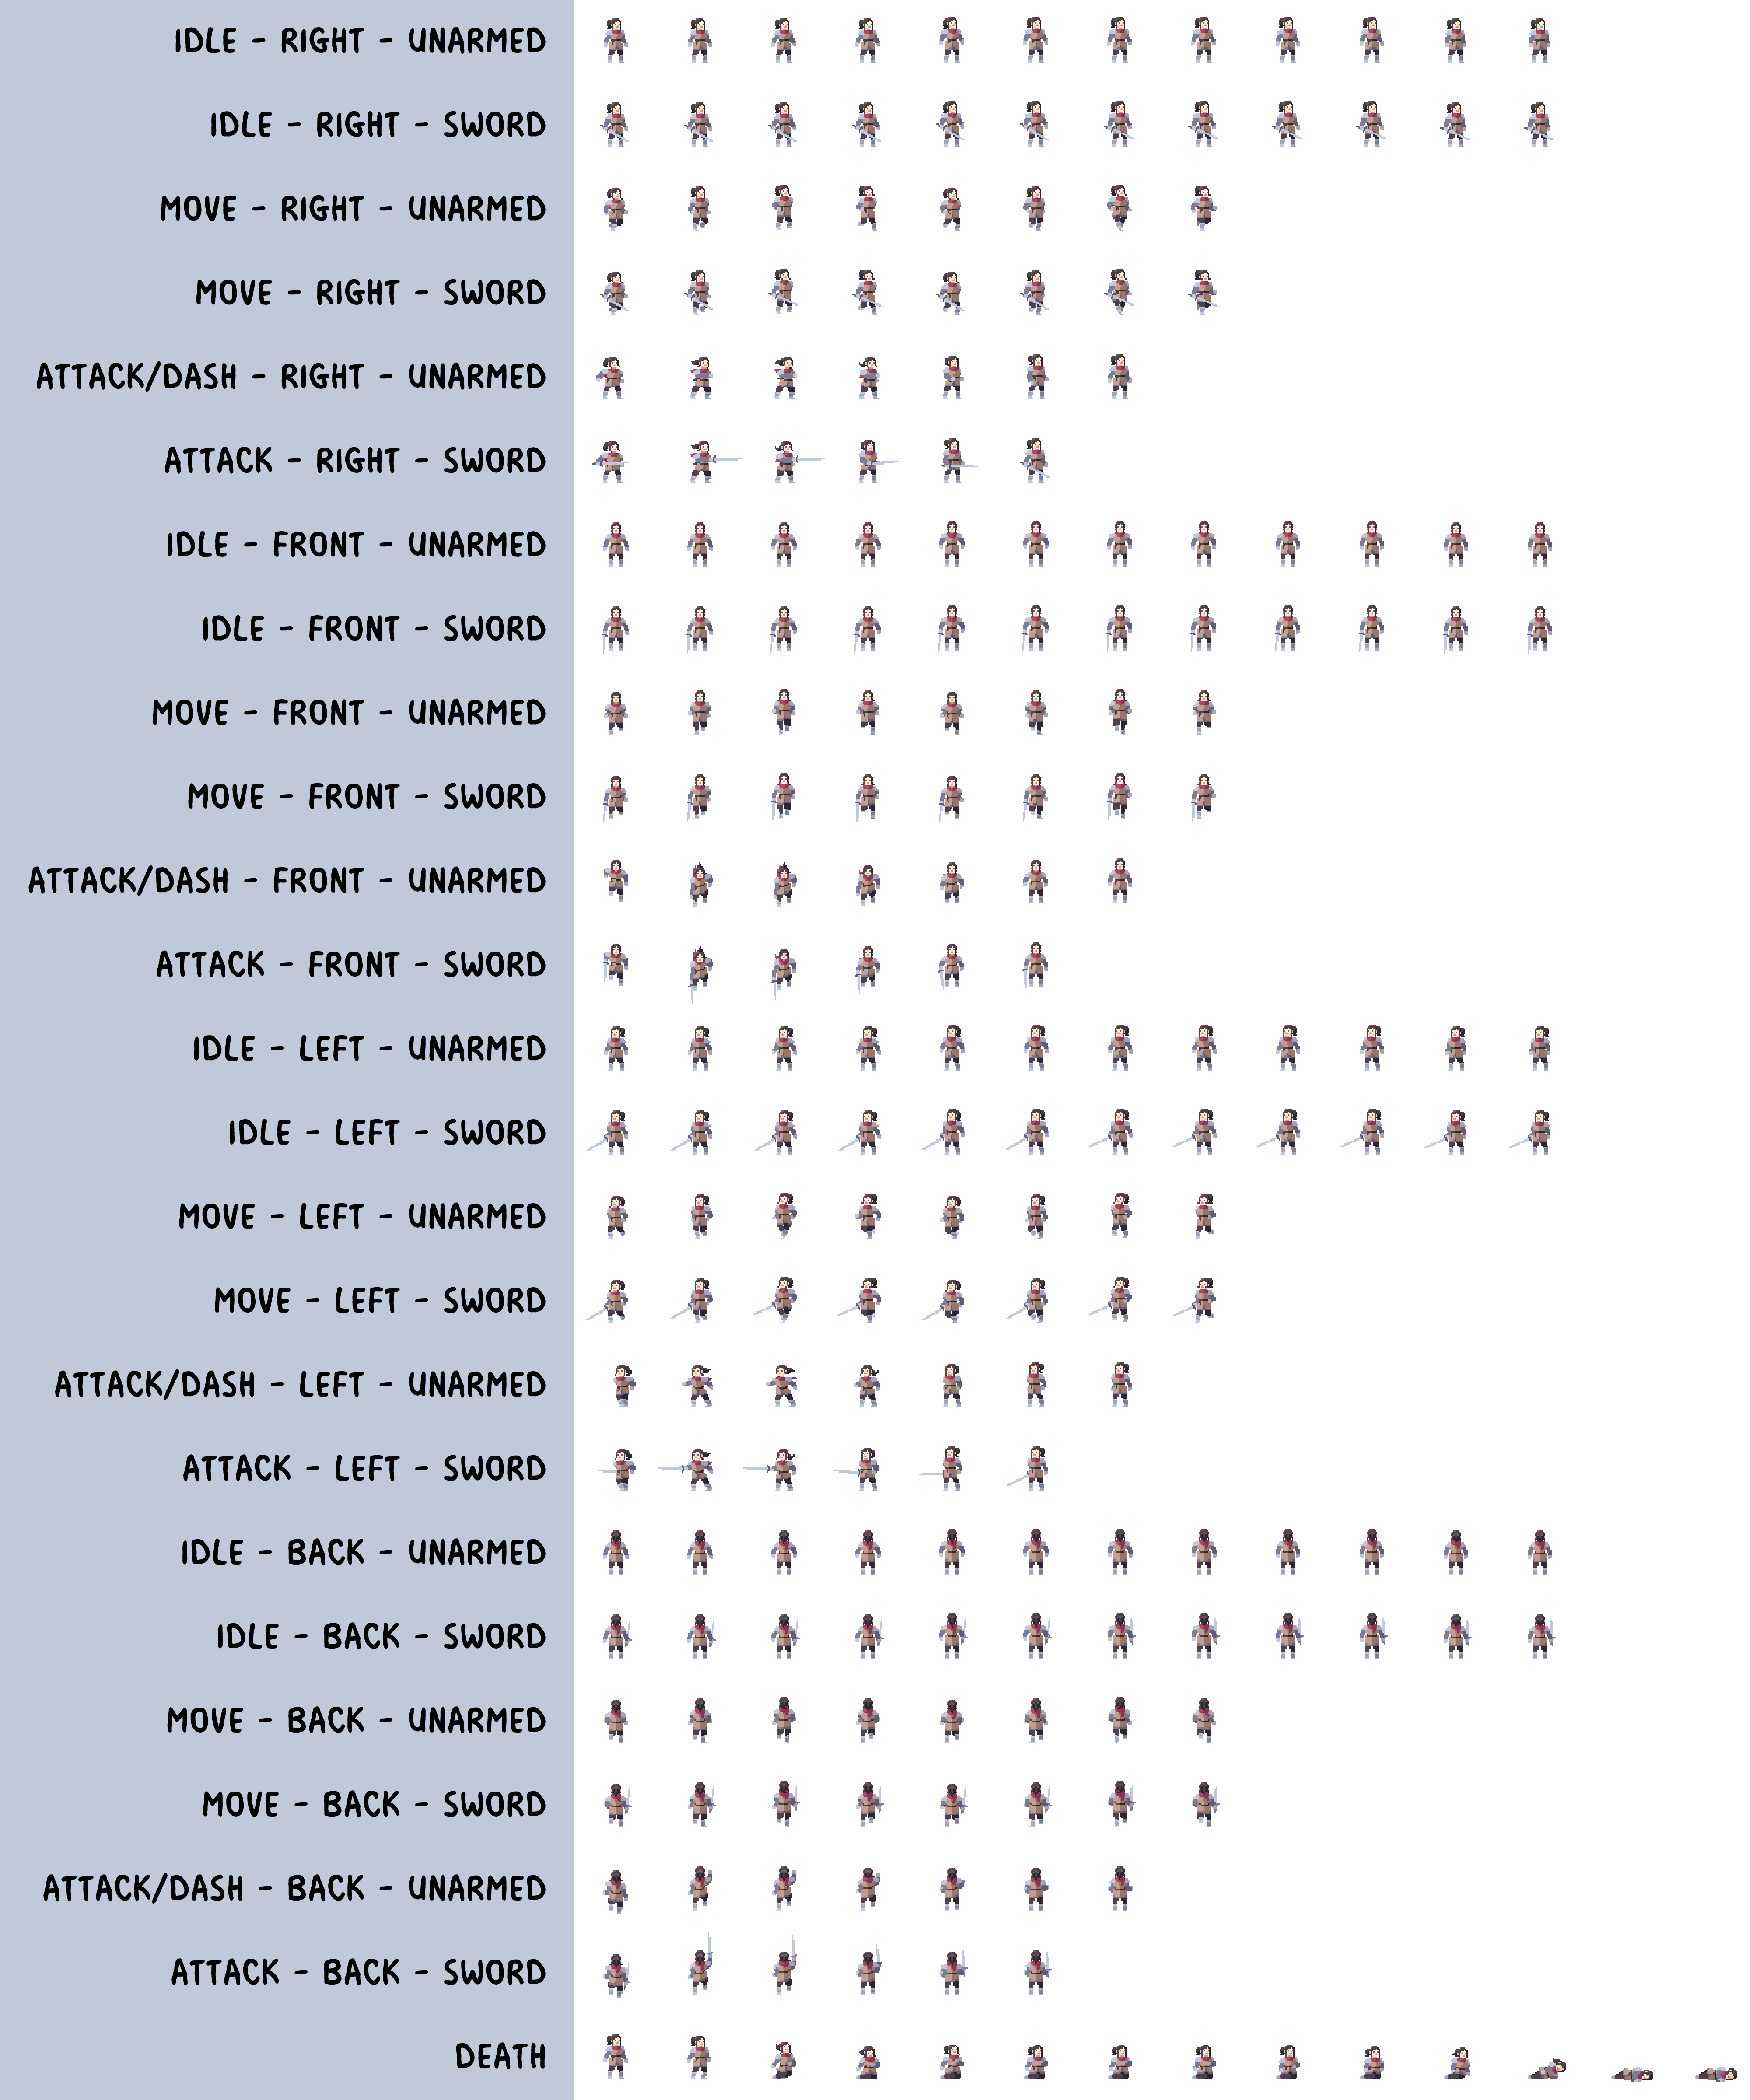 IDLE - RIGHT - UNARMED
IDLE - RIGHT - SWORD
MOVE - RIGHT - UNARMED
MOVE - RIGHT - SWORD
ATTACK/DASH - RIGHT - UNARMED
ATTACK - RIGHT - SWORD
IDLE - FRONT - UNARMED
IDLE - FRONT - SWORD
MOVE - FRONT - UNARMED
MOVE - FRONT - SWORD
ATTACK/DASH - FRONT - UNARMED
ATTACK - FRONT - SWORD
IDLE - LEFT - UNARMED
IDLE - LEFT - SWORD
MOVE - LEFT - UNARMED
MOVE - LEFT - SWORD
ATTACK/DASH - LEFT - UNARMED
ATTACK - LEFT - SWORD
IDLE - BACK - UNARMED
IDLE - BACK - SWORD
MOVE - BACK - UNARMED
MOVE - BACK - SWORD
ATTACK/DASH - BACK - UNARMED
ATTACK - BACK - SWORD
DEATH